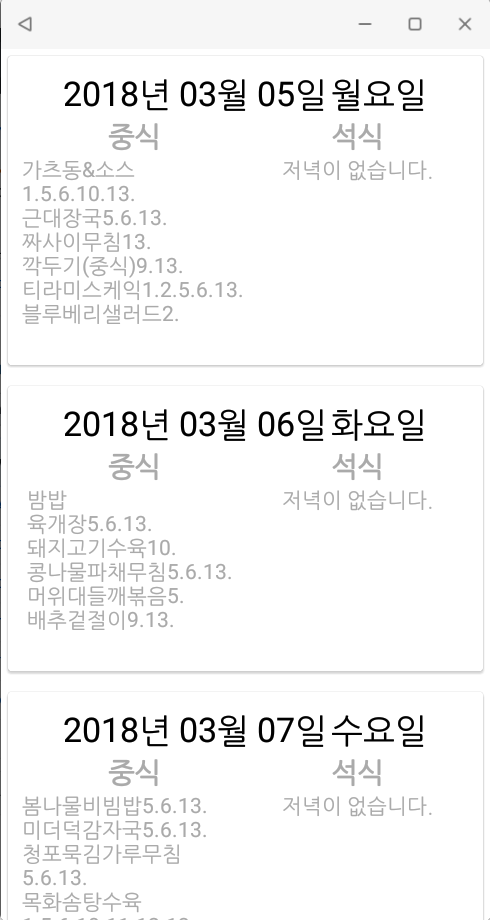 2018년 03월 05일 월요일
중식 석식
가츠동&소스
1.5.6.10.13.
근대장국5.6.13.
짜사이무침13.
깍두기(중식)9.13.
티라미스케익1.2.5.6.13.
블루베리샐러드2.
저녁이 없습니다.
2018년 03월 06일 화요일
중식 석식
밤밥
육개장5.6.13.
돼지고기수육10.
콩나물파채무침5.6.13.
머위대들깨볶음5.
배추겉절이9.13.
저녁이 없습니다.
2018년 03월 07일 수요일
중식 석식
봄나물비빔밥5.6.13.
미더덕감자국5.6.13.
청포묵김가루무침
5.6.13.
목화솜탕수육
저녁이 없습니다.